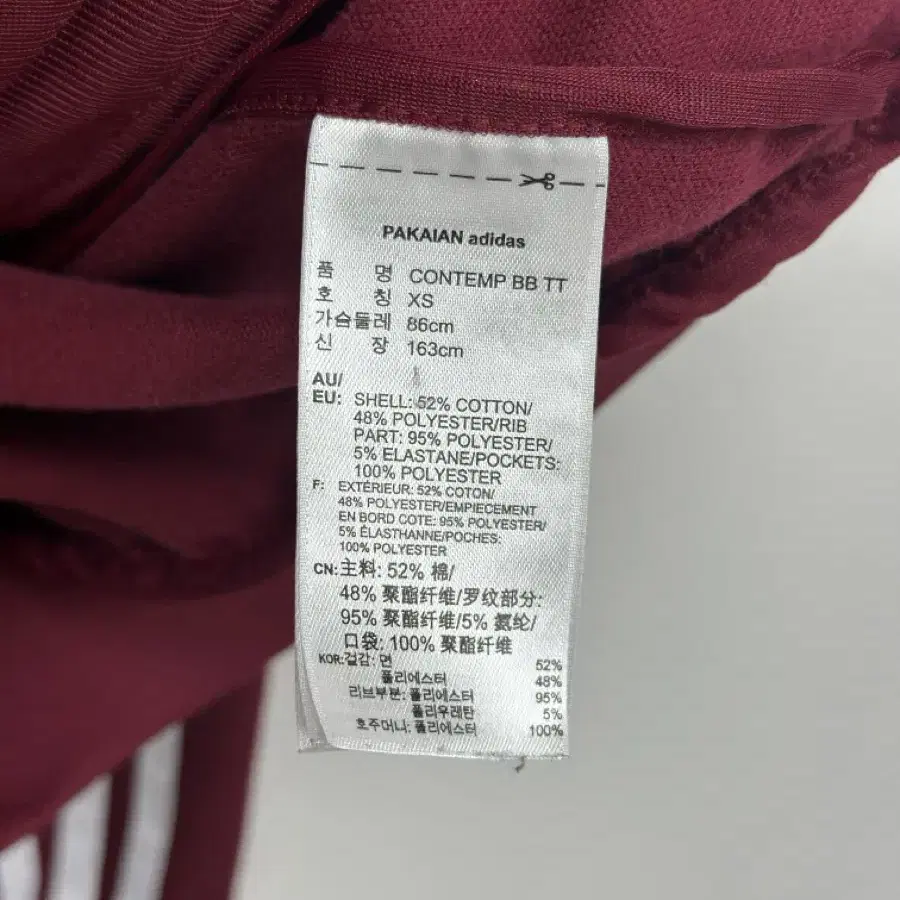 PAKAIAN adidas
품 명 CONTEMP BB TT
호 칭 XS
가슴둘레 86cm
신 장 163cm
AU/
EU: SHELL: 52% COTTON/
48% POLYESTER/RIB
PART: 95% POLYESTER/
5% ELASTANE/POCKETS:
100% POLYESTER
F: EXTÉRIEUR: 52% COTON/
48% POLYESTER/EMPIECEMENT
EN BORD COTE: 95% POLYESTER/
5% ÉLASTHANNE/POCHES:
100% POLYESTER
CN: 主料: 52% 棉/
48% 聚酯纤维/罗纹部分:
95% 聚酯纤维/5% 氨纶/
口袋: 100% 聚酯纤维
KOR: 겉감: 면 52%
폴리에스터 48%
리브부분: 폴리에스터 95%
폴리우레탄 5%
호주머니: 폴리에스터 100%